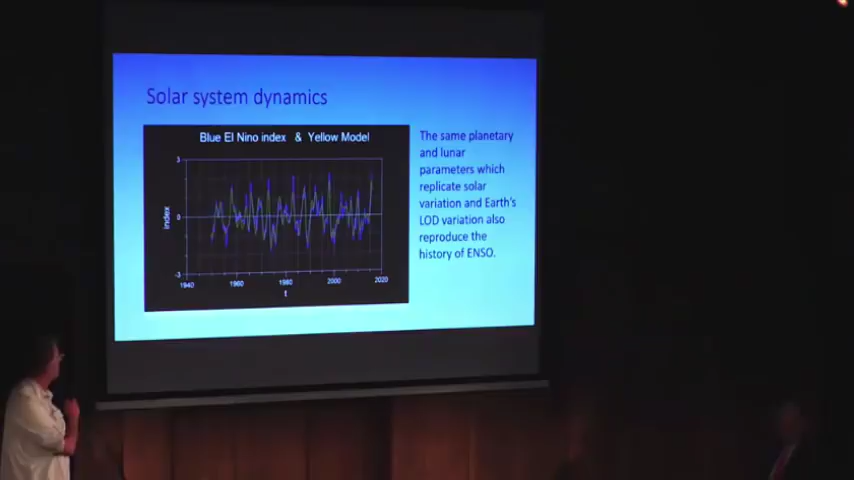 Solar system dynamics
Blue El Nino index & Yellow Model
3
0
-3
index
1940
1960
1980
2000
2020
t
The same planetary
and lunar
parameters which
replicate solar
variation and Earth's
LOD variation also
reproduce the
history of ENSO.